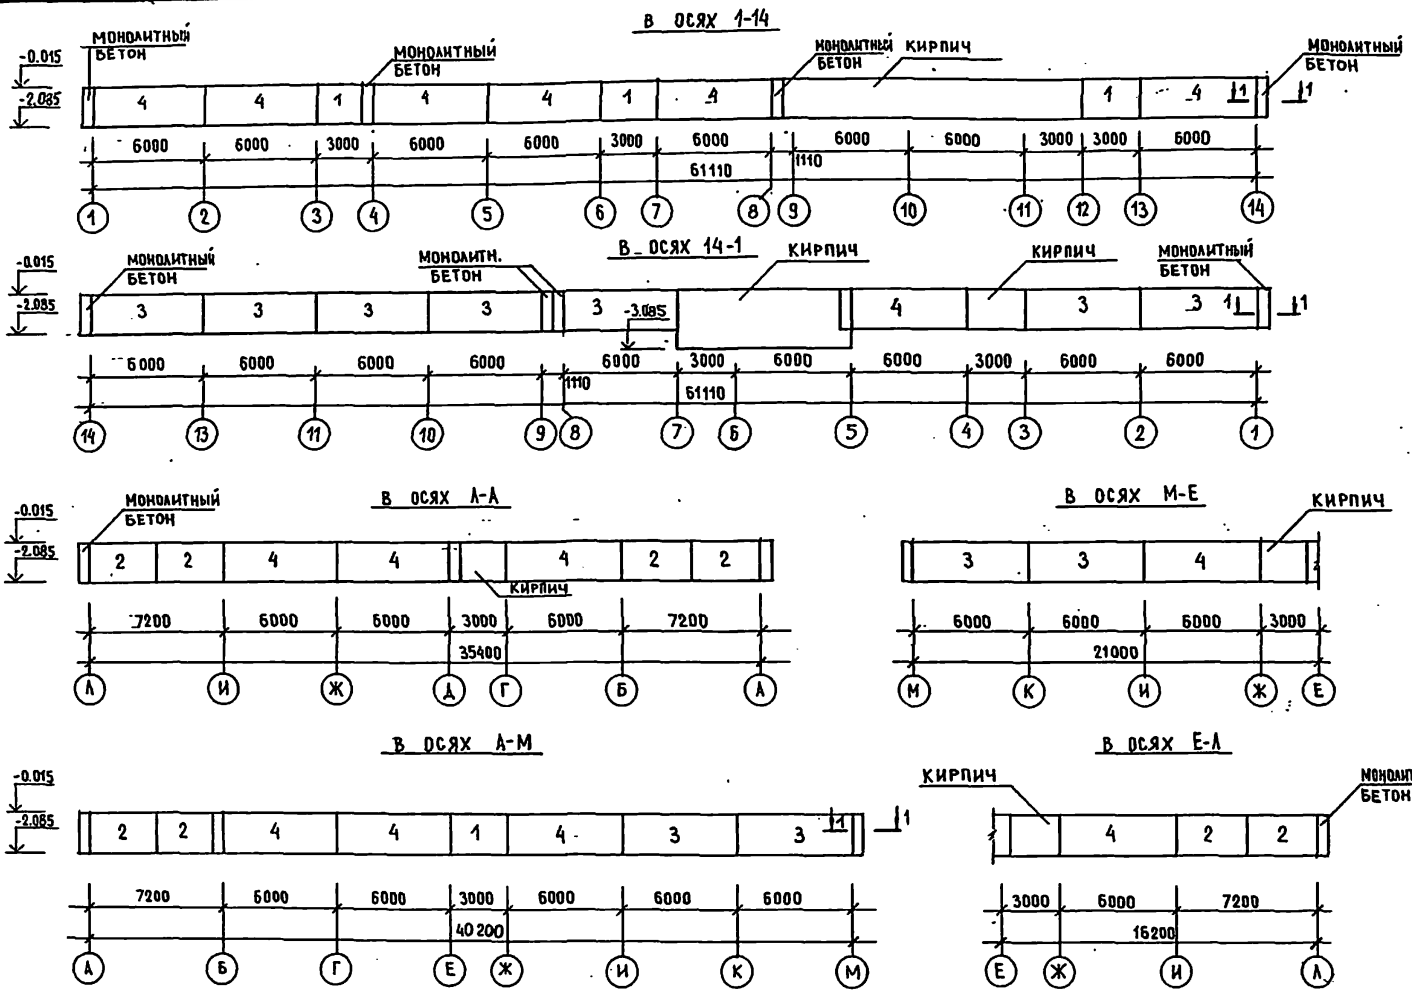 В ОСЯХ 1-14
МОНОЛИТНЫЙ
БЕТОН
МОНОЛИТНЫЙ
БЕТОН
МОНОЛИТНЫЙ
БЕТОН
КИРПИЧ
МОНОЛИТНЫЙ
БЕТОН
-0.015
-2.085
4 4 1 4 4 1 4 1 4 1 1
6000 6000 3000 6000 6000 3000 6000 1110 6000 6000 3000 3000 6000
61110
1 2 3 4 5 6 7 8 9 10 11 12 13 14
В ОСЯХ 14-1
МОНОЛИТНЫЙ
БЕТОН
МОНОЛИТН.
БЕТОН
КИРПИЧ
КИРПИЧ
МОНОЛИТНЫЙ
БЕТОН
-0.015
-2.085
-3.085
3 3 3 3 3 4 3 3 1 1
6000 6000 6000 6000 1110 6000 3000 6000 6000 3000 6000 6000
61110
14 13 11 10 9 8 7 6 5 4 3 2 1
В ОСЯХ Л-А
МОНОЛИТНЫЙ
БЕТОН
-0.015
-2.085
2 2 4 4 4 2 2
КИРПИЧ
7200 6000 6000 3000 6000 7200
35400
Л И Ж Д Г Б А
В ОСЯХ М-Е
КИРПИЧ
3 3 4
6000 6000 6000 3000
21000
М К И Ж Е
В ОСЯХ А-М
-0.015
-2.085
2 2 4 4 1 4 3 3 1 1
7200 6000 6000 3000 6000 6000 6000
40200
А Б Г Е Ж И К М
В ОСЯХ Е-Л
КИРПИЧ
МОНОЛИТ
БЕТОН
4 2 2
3000 6000 7200
16200
Е Ж И Л